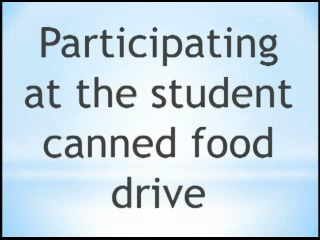 Participating
at the student
canned food
drive